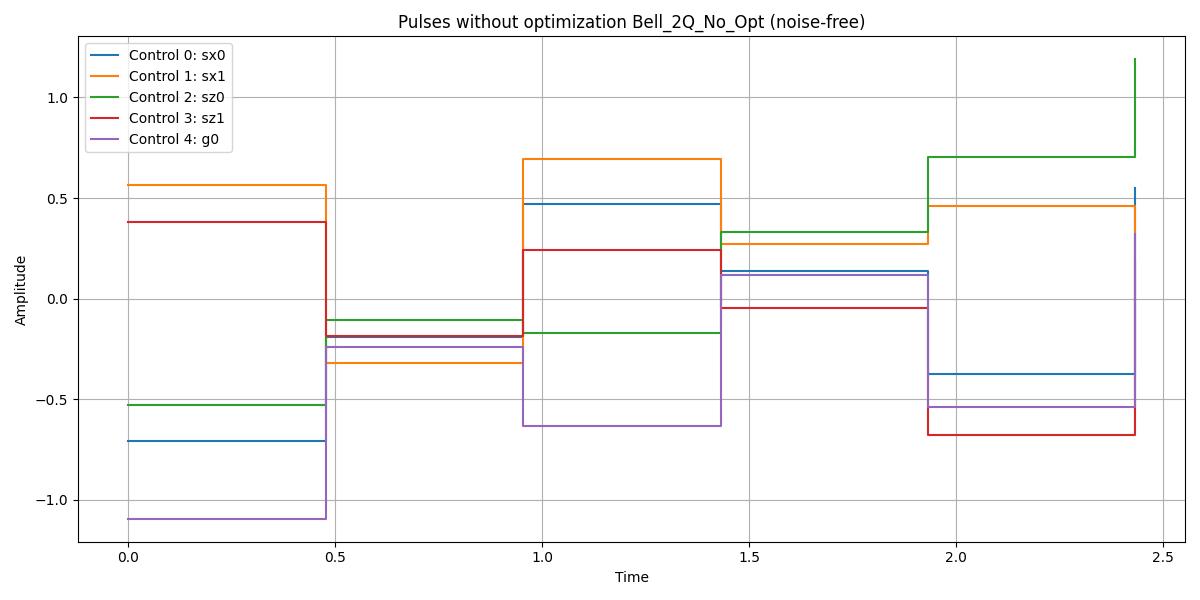 Pulses without optimization Bell_2Q_No_Opt (noise-free)
Control 0: sx0
Control 1: sx1
Control 2: sz0
Control 3: sz1
Control 4: g0
Amplitude
1.0
0.5
0.0
−0.5
−1.0
0.0 0.5 1.0 1.5 2.0 2.5
Time